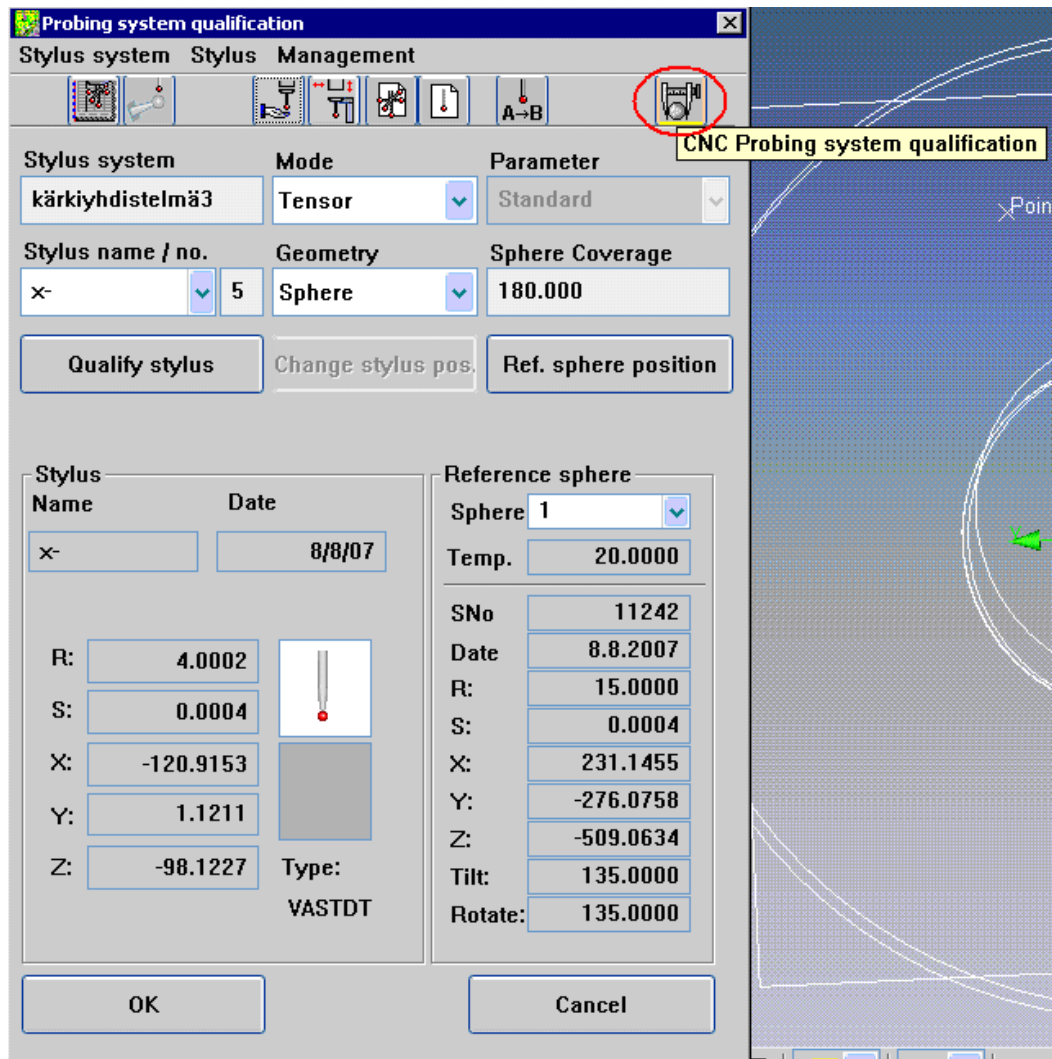 Probing system qualification
Stylus system Stylus Management
A→B
CNC Probing system qualification
Stylus system Mode Parameter
kärkiyhdistelmä3 Tensor Standard
Stylus name / no. Geometry Sphere Coverage
x- 5 Sphere 180.000
Qualify stylus Change stylus pos. Ref. sphere position
Stylus
Name Date
x- 8/8/07
R: 4.0002
S: 0.0004
X: -120.9153
Y: 1.1211
Z: -98.1227
Type:
VASTDT
Reference sphere
Sphere 1
Temp. 20.0000
SNo 11242
Date 8.8.2007
R: 15.0000
S: 0.0004
X: 231.1455
Y: -276.0758
Z: -509.0634
Tilt: 135.0000
Rotate: 135.0000
OK Cancel
Poin
Y